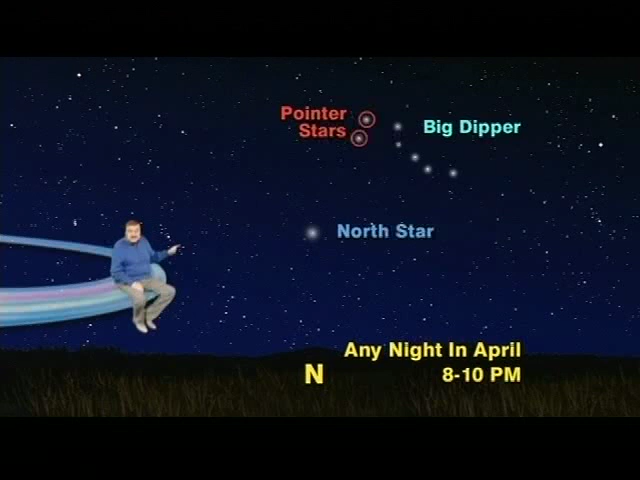 Pointer
Stars
Big Dipper
North Star
Any Night In April
N
8-10 PM